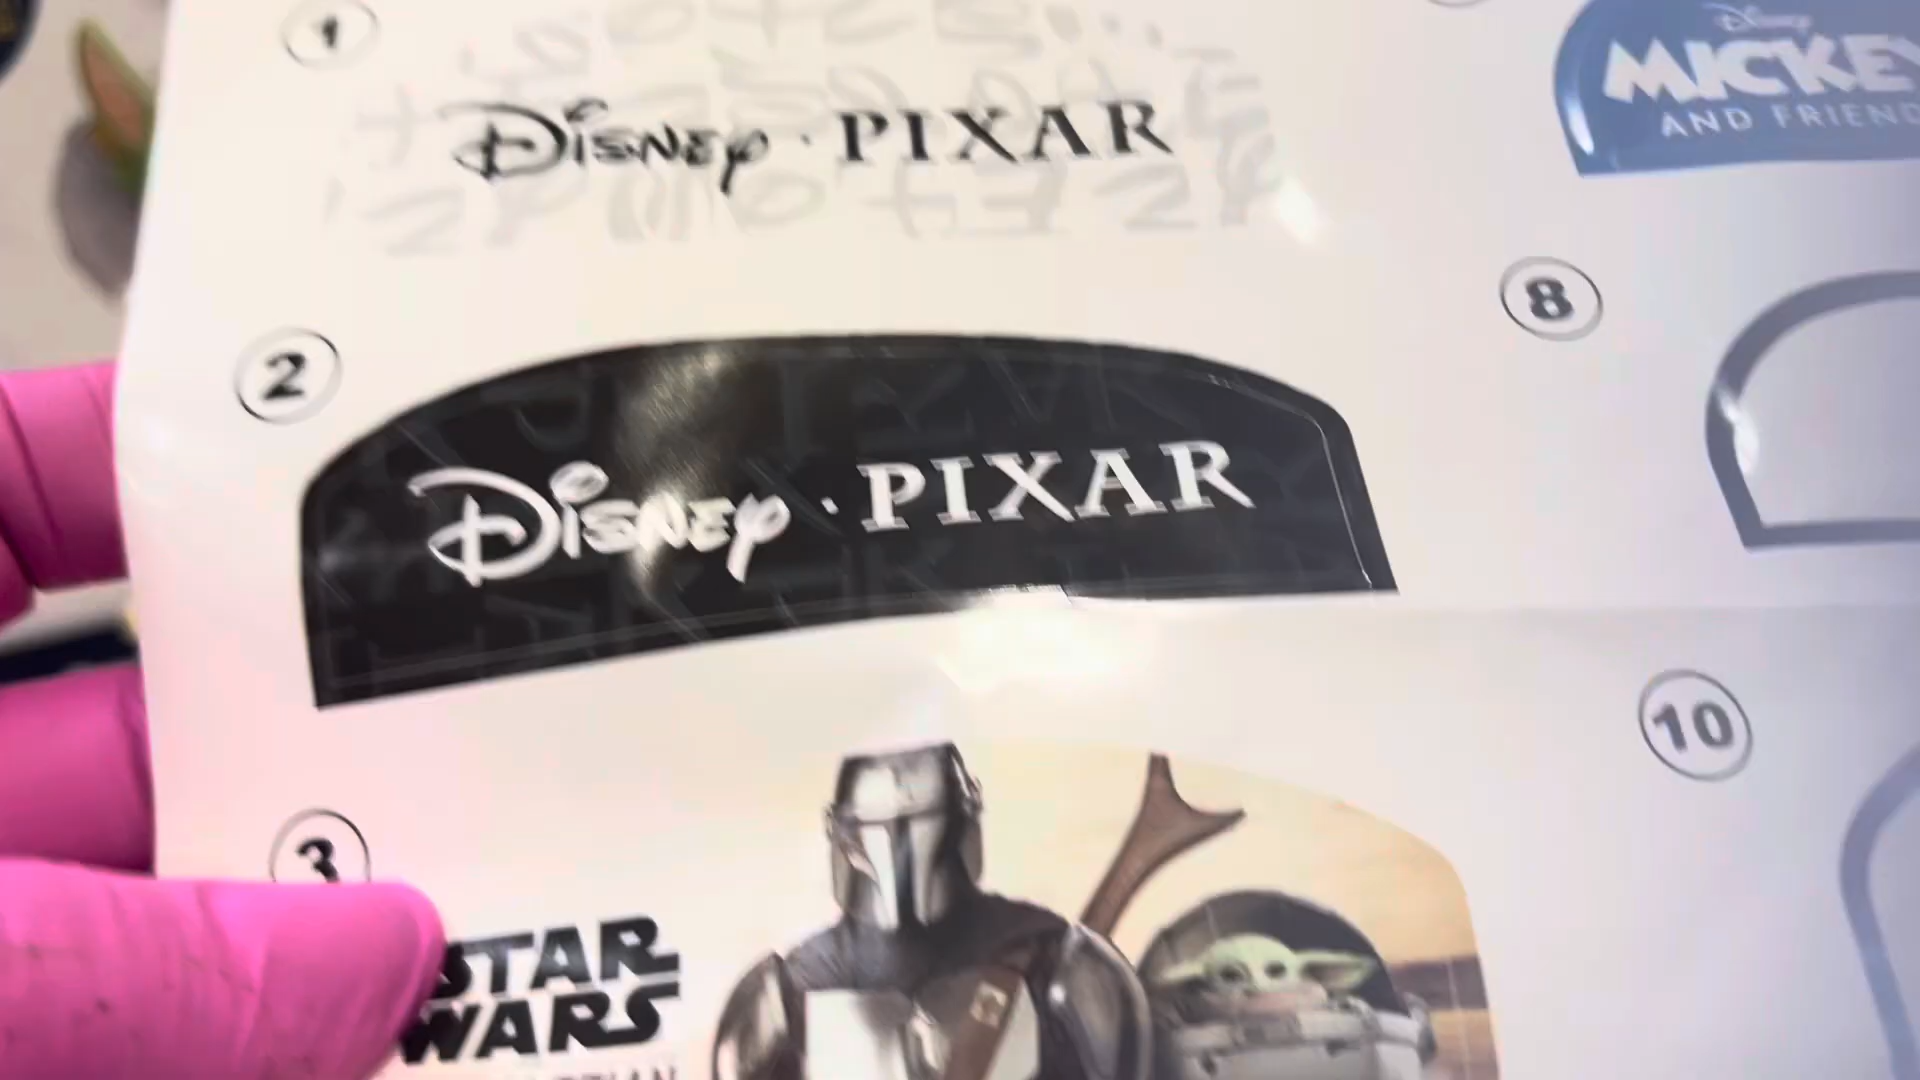 1
Disney · PIXAR
2
Disney · PIXAR
3
STAR
WARS
Disney
MICKEY
AND FRIEND
8
10